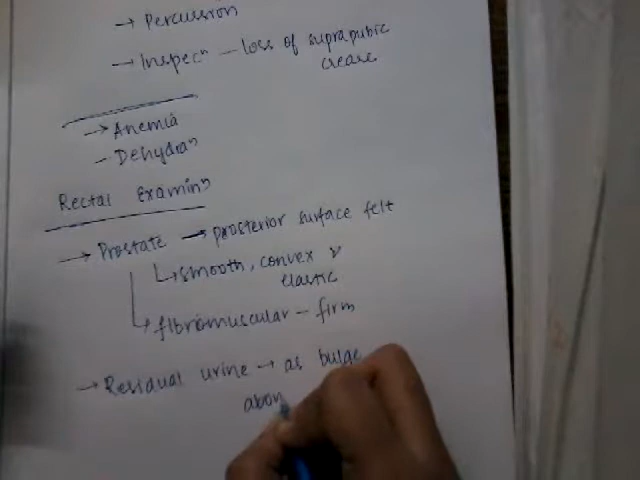 → Percussion
→ Inspecⁿ — loss of suprapubic
crease
→ Anemia
– Dehydraⁿ
Rectal Examinⁿ
→ Prostate → posterior surface felt
↳ smooth, convex &
elastic
↳ fibromuscular – firm
→ Residual urine → as bulge
abov